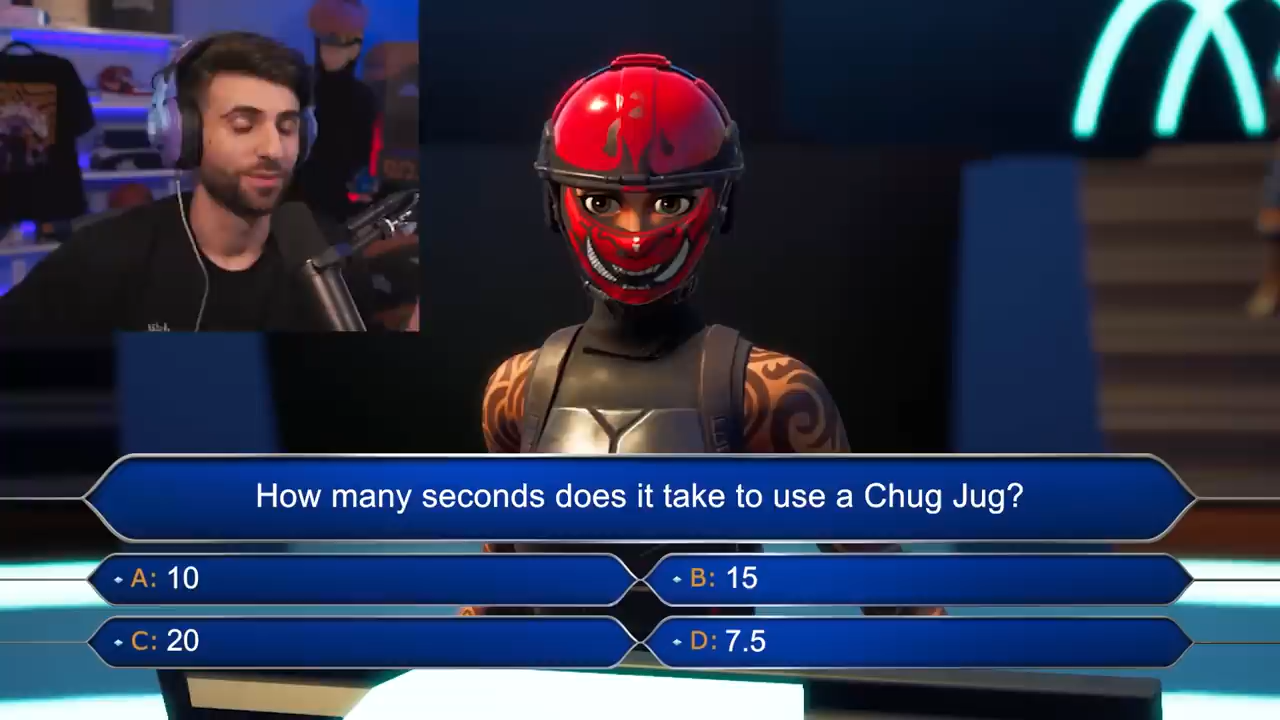 How many seconds does it take to use a Chug Jug?
A: 10
B: 15
C: 20
D: 7.5